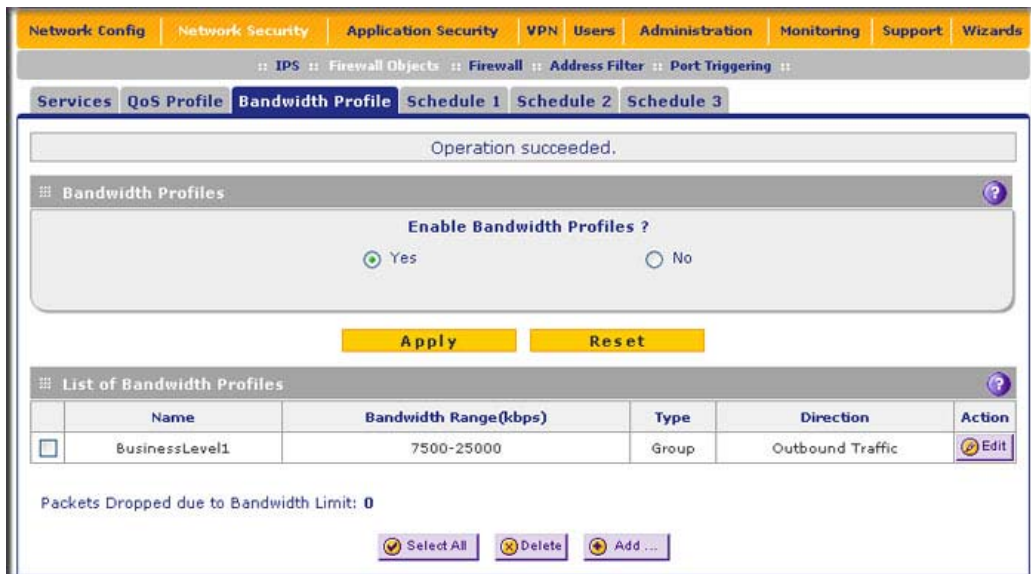 Network Config Network Security Application Security VPN Users Administration Monitoring Support Wizards
:: IPS :: Firewall Objects :: Firewall :: Address Filter :: Port Triggering ::
Services QoS Profile Bandwidth Profile Schedule 1 Schedule 2 Schedule 3
Operation succeeded.
Bandwidth Profiles ?
Enable Bandwidth Profiles ?
Yes No
Apply Reset
List of Bandwidth Profiles ?
Name Bandwidth Range(kbps) Type Direction Action
BusinessLevel1 7500-25000 Group Outbound Traffic Edit
Packets Dropped due to Bandwidth Limit: 0
Select All Delete Add ...